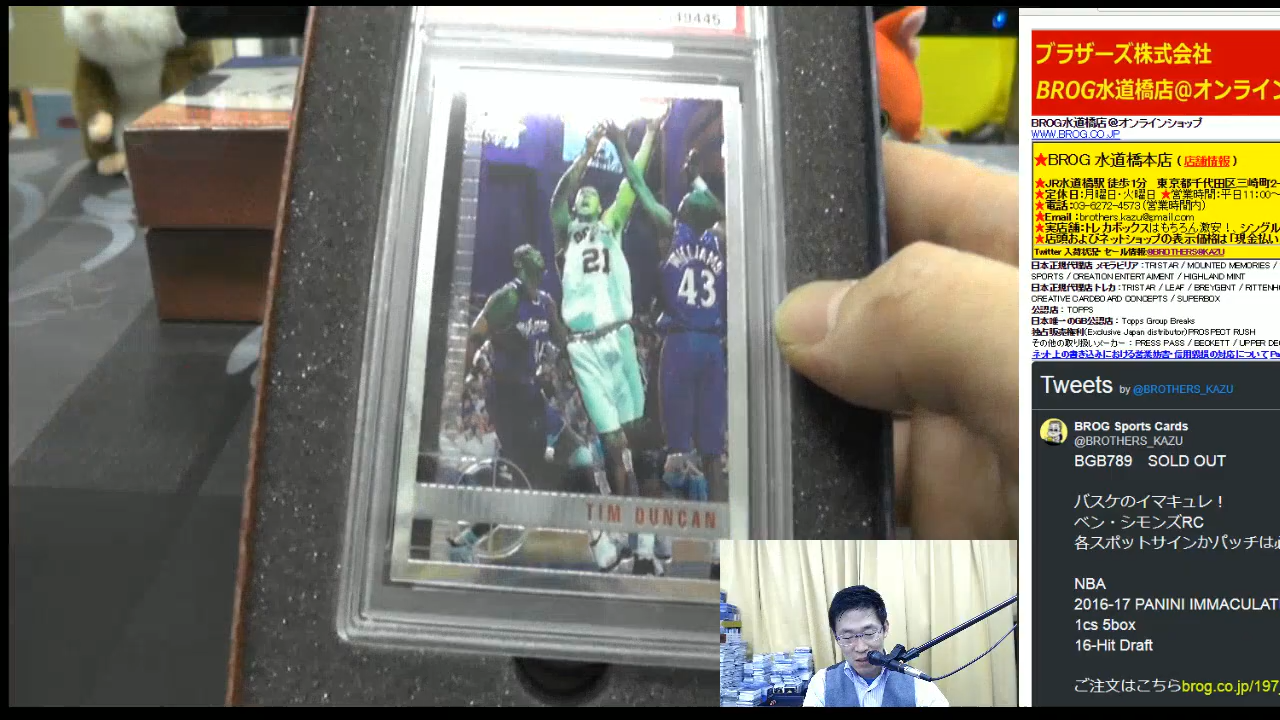 49445
SPURS
21
WILLIAMS
43
TIM DUNCAN
ブラザーズ株式会社
BROG水道橋店@オンライン
BROG水道橋店@オンラインショップ
WWW.BROG.CO.JP
★BROG 水道橋本店 (店舗情報)
★JR水道橋駅 徒歩1分 東京都千代田区三崎町2-
★定休日:月曜日・火曜日 ★営業時間:平日11:00～
★電話:03-6272-4573(営業時間内)
★Email:brothers.kazu@gmail.com
★実店舗:トレカボックスはもちろん激安!、シングル
★店頭およびネットショップの表示価格は「現金払い
Twitter 入荷状況・セール情報:@BROTHERS@KAZU
日本正規代理店 メモラビリア:TRISTAR / MOUNTED MEMORIES /
SPORTS / CREATION ENTERTAIMENT / HIGHLAND MINT
日本正規代理店トレカ:TRISTAR / LEAF / BREYGENT / RITTENH
CREATIVE CARDBOARD CONCEPTS / SUPERBOX
公認店:TOPPS
日本唯一のGB公認店: Topps Group Breaks
独占販売権利(Exclusive Japan distributor)PROSPECT RUSH
その他の取り扱いメーカー:PRESS PASS / BECKETT / UPPER DE
ネット上の書き込みにおける営業妨害・信用毀損の対応について
Tweets by @BROTHERS_KAZU
BROG Sports Cards
@BROTHERS_KAZU
BGB789 SOLD OUT
バスケのイマキュレ!
ベン・シモンズRC
各スポットサインかパッチは
NBA
2016-17 PANINI IMMACULAT
1cs 5box
16-Hit Draft
ご注文はこちらbrog.co.jp/197